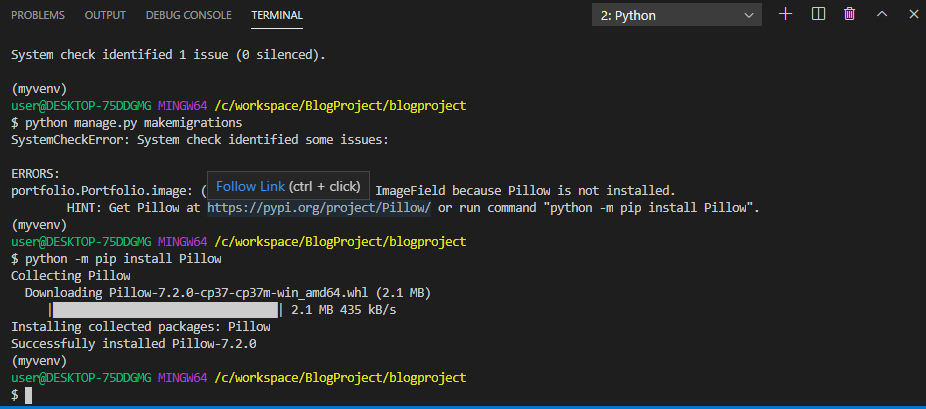 PROBLEMS OUTPUT DEBUG CONSOLE TERMINAL 2: Python
System check identified 1 issue (0 silenced).
(myvenv)
user@DESKTOP-75DDGMG MINGW64 /c/workspace/BlogProject/blogproject
$ python manage.py makemigrations
SystemCheckError: System check identified some issues:
ERRORS:
Follow Link (ctrl + click)
portfolio.Portfolio.image: ( ImageField because Pillow is not installed.
HINT: Get Pillow at https://pypi.org/project/Pillow/ or run command "python -m pip install Pillow".
(myvenv)
user@DESKTOP-75DDGMG MINGW64 /c/workspace/BlogProject/blogproject
$ python -m pip install Pillow
Collecting Pillow
Downloading Pillow-7.2.0-cp37-cp37m-win_amd64.whl (2.1 MB)
|████████████████████████████████| 2.1 MB 435 kB/s
Installing collected packages: Pillow
Successfully installed Pillow-7.2.0
(myvenv)
user@DESKTOP-75DDGMG MINGW64 /c/workspace/BlogProject/blogproject
$